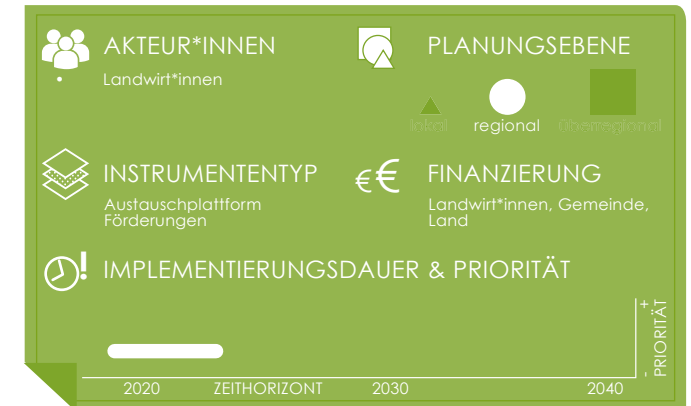 AKTEUR*INNEN
• Landwirt*innen
PLANUNGSEBENE
lokal regional überregional
INSTRUMENTENTYP
Austauschplattform
Förderungen
€€ FINANZIERUNG
Landwirt*innen, Gemeinde,
Land
! IMPLEMENTIERUNGSDAUER & PRIORITÄT
- PRIORITÄT +
2020 ZEITHORIZONT 2030 2040